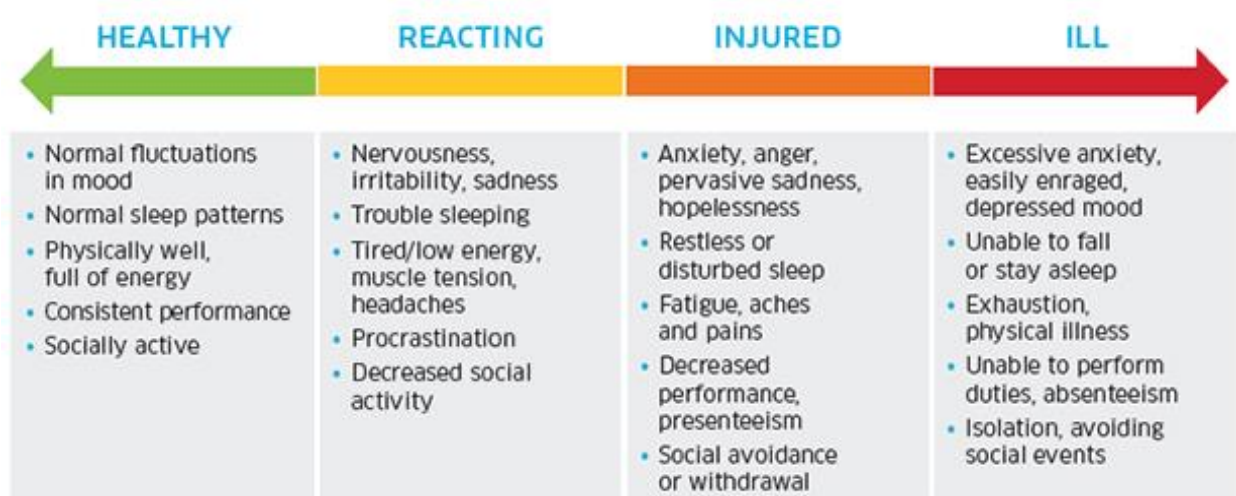 HEALTHY
REACTING
INJURED
ILL
• Normal fluctuations
in mood
• Normal sleep patterns
• Physically well,
full of energy
• Consistent performance
• Socially active
• Nervousness,
irritability, sadness
• Trouble sleeping
• Tired/low energy,
muscle tension,
headaches
• Procrastination
• Decreased social
activity
• Anxiety, anger,
pervasive sadness,
hopelessness
• Restless or
disturbed sleep
• Fatigue, aches
and pains
• Decreased
performance,
presenteeism
• Social avoidance
or withdrawal
• Excessive anxiety,
easily enraged,
depressed mood
• Unable to fall
or stay asleep
• Exhaustion,
physical illness
• Unable to perform
duties, absenteeism
• Isolation, avoiding
social events